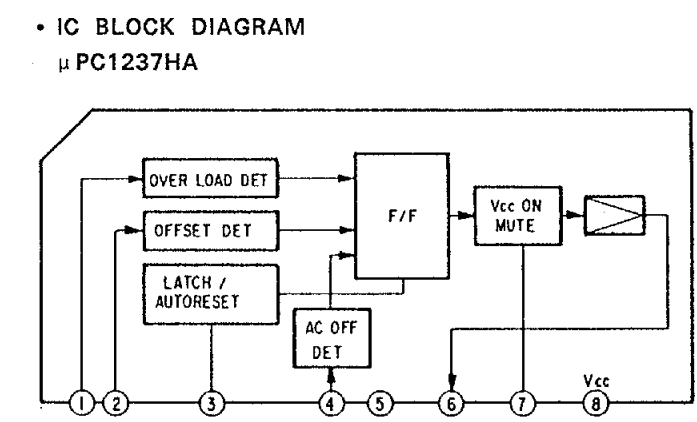 • IC BLOCK DIAGRAM
μ PC1237HA
OVER LOAD DET
OFFSET DET
LATCH /
AUTORESET
F/F
AC OFF
DET
Vcc ON
MUTE
Vcc
1 2 3 4 5 6 7 8